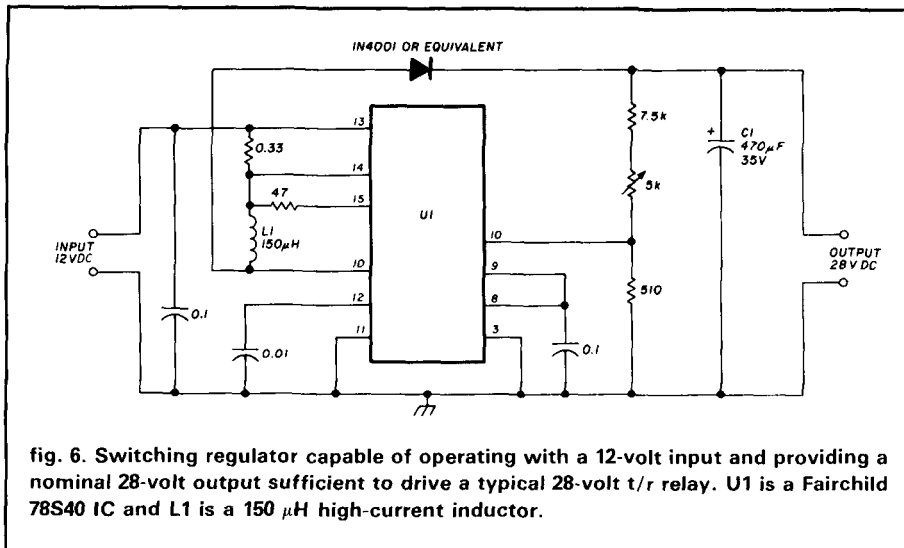 IN4001 OR EQUIVALENT
13
0.33
14
47
15
L1
150μH
10
12
11
U1
10
9
8
3
7.5k
5k
510
+
C1
470μF
35V
INPUT
12VDC
0.1
0.01
0.1
OUTPUT
28V DC
fig. 6. Switching regulator capable of operating with a 12-volt input and providing a
nominal 28-volt output sufficient to drive a typical 28-volt t/r relay. U1 is a Fairchild
78S40 IC and L1 is a 150 μH high-current inductor.